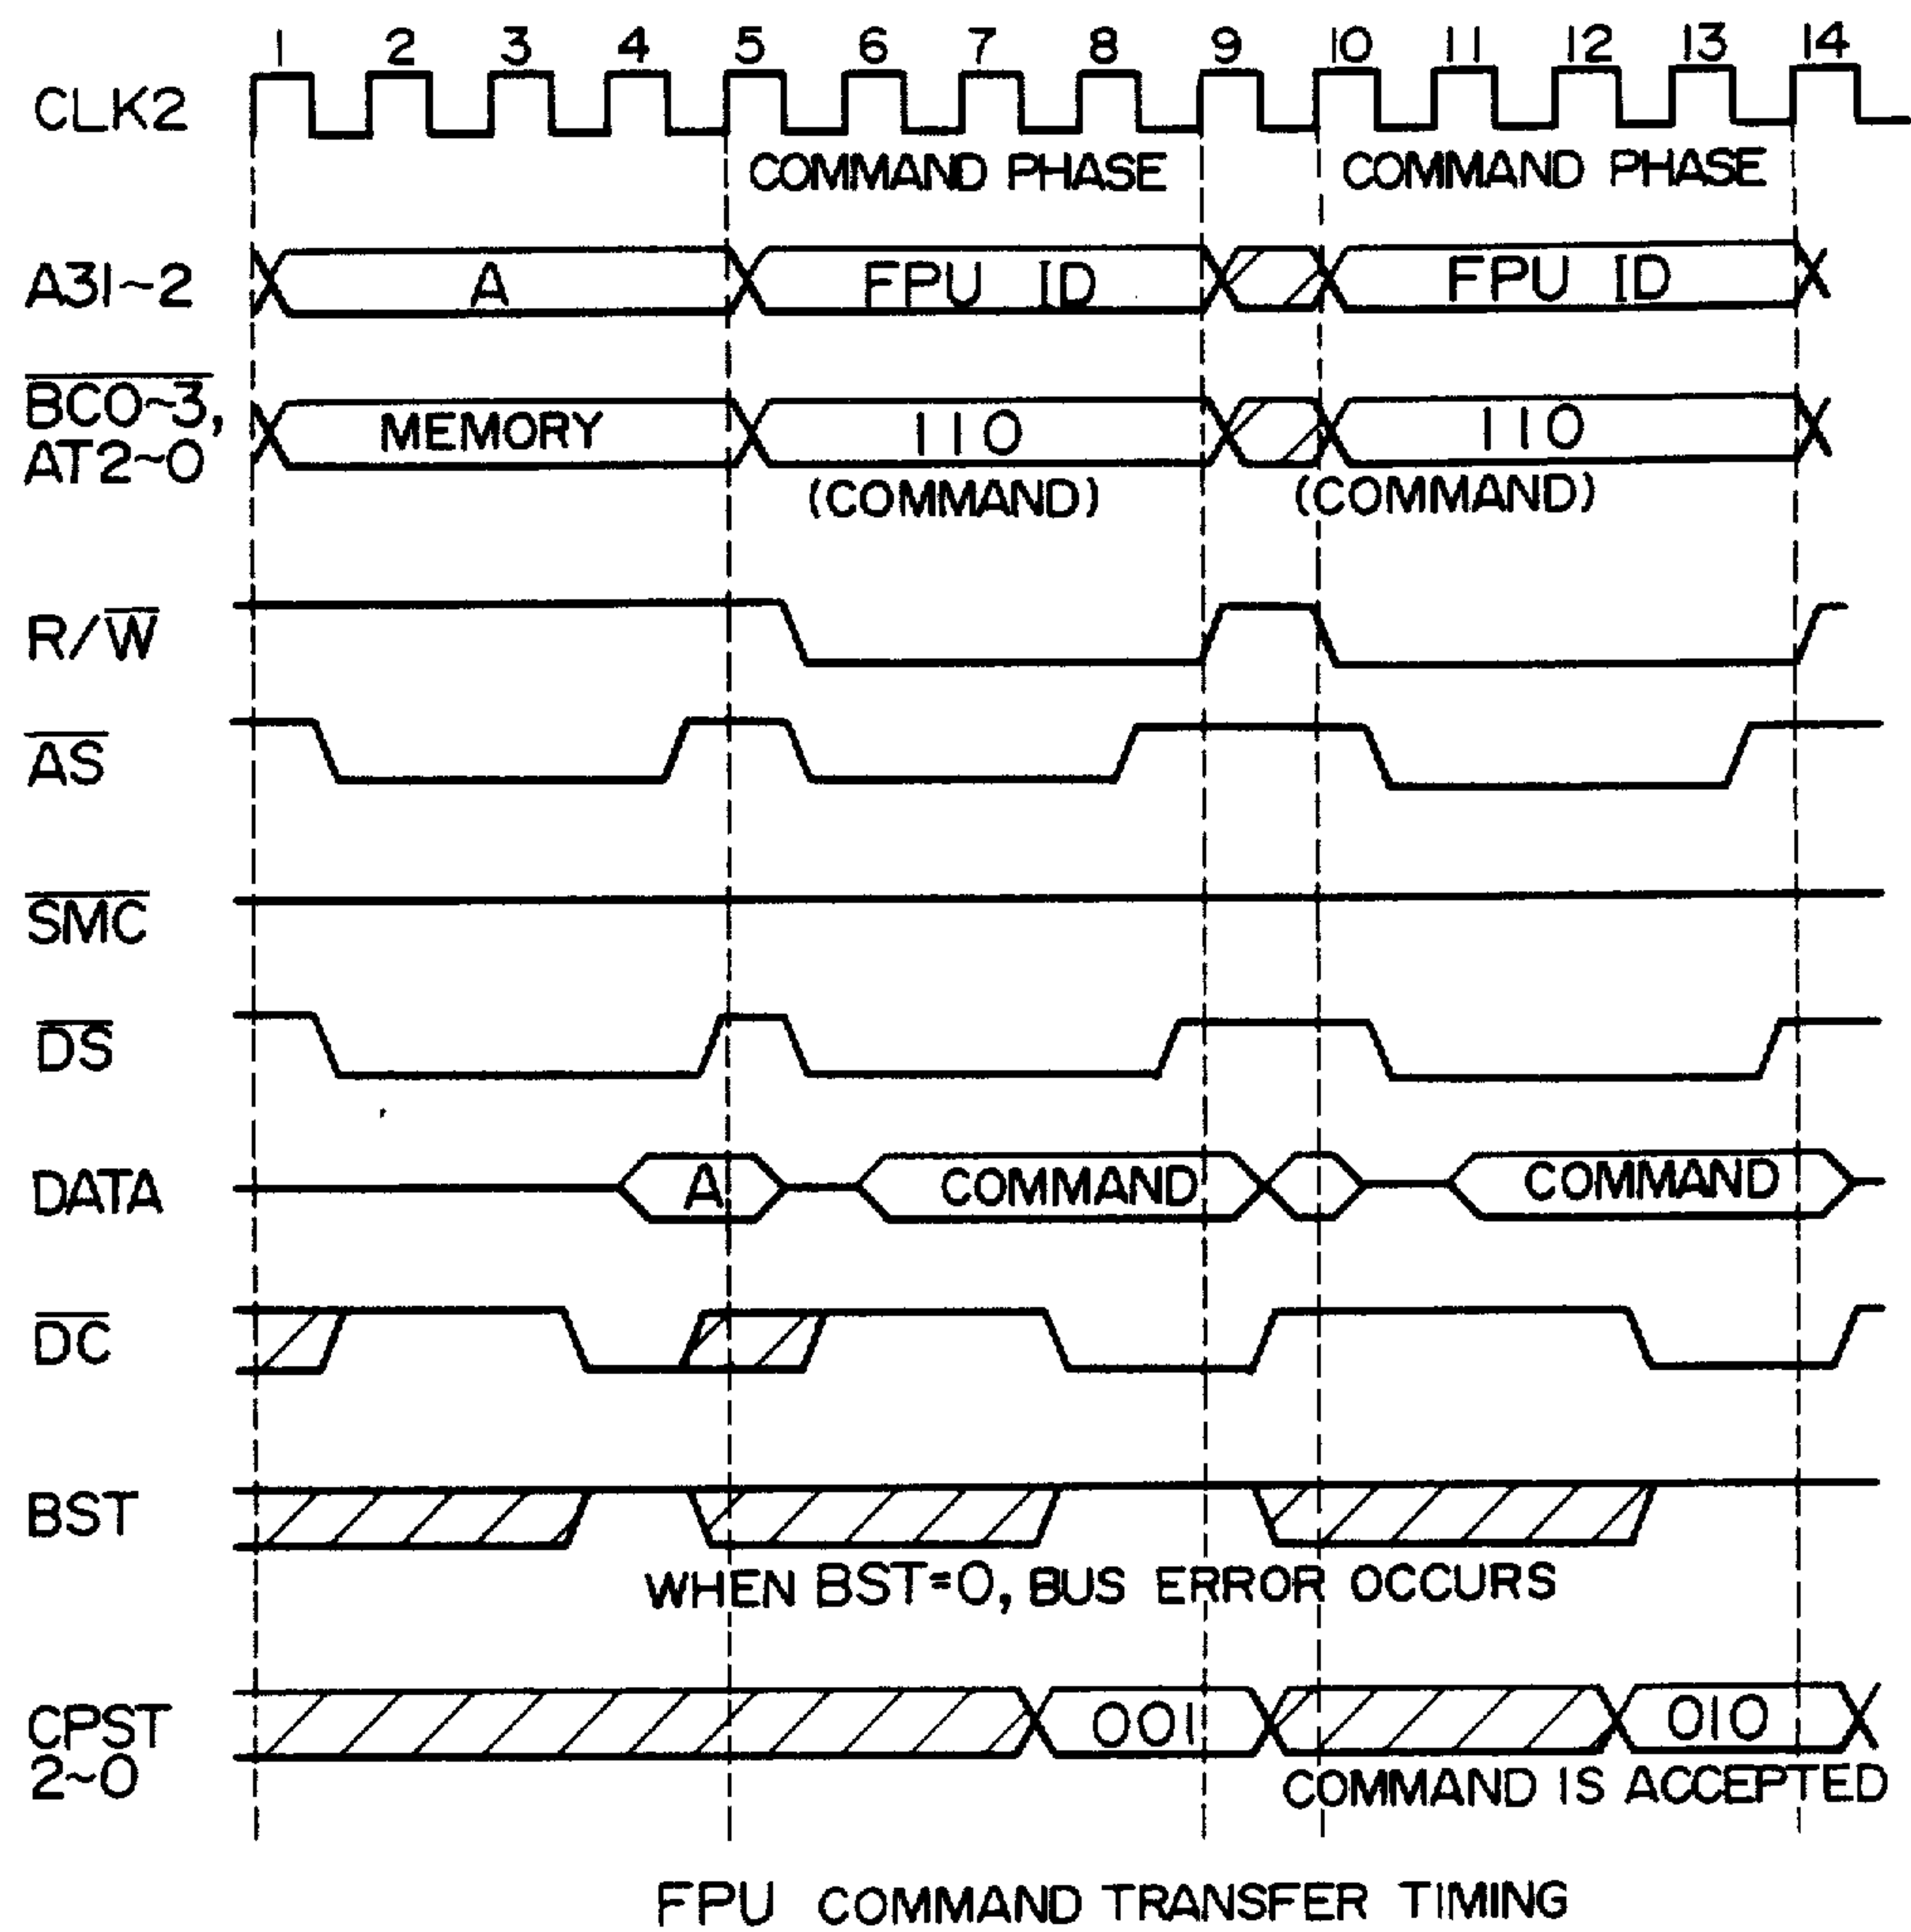 1 2 3 4 5 6 7 8 9 10 11 12 13 14
CLK2
COMMAND PHASE COMMAND PHASE
A31~2 A FPU ID FPU ID
BC0~3,
AT2~0 MEMORY 110 110
(COMMAND) (COMMAND)
R/W
AS
SMC
DS
DATA A COMMAND COMMAND
DC
BST
WHEN BST=0, BUS ERROR OCCURS
CPST
2~0 001 010
COMMAND IS ACCEPTED
FPU COMMAND TRANSFER TIMING